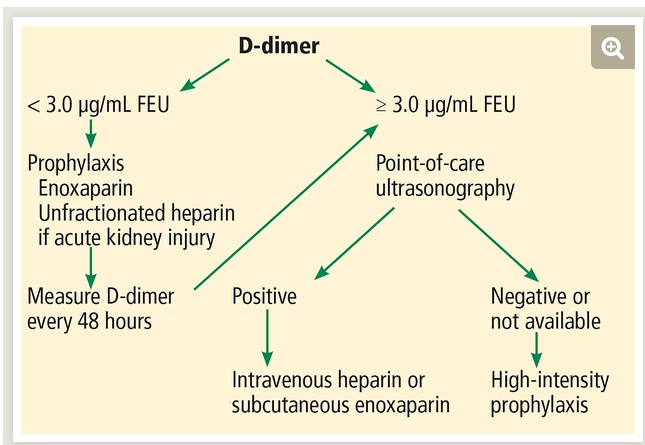 D-dimer
< 3.0 µg/mL FEU
≥ 3.0 µg/mL FEU
Prophylaxis
Enoxaparin
Unfractionated heparin
if acute kidney injury
Point-of-care
ultrasonography
Measure D-dimer
every 48 hours
Positive
Negative or
not available
Intravenous heparin or
subcutaneous enoxaparin
High-intensity
prophylaxis